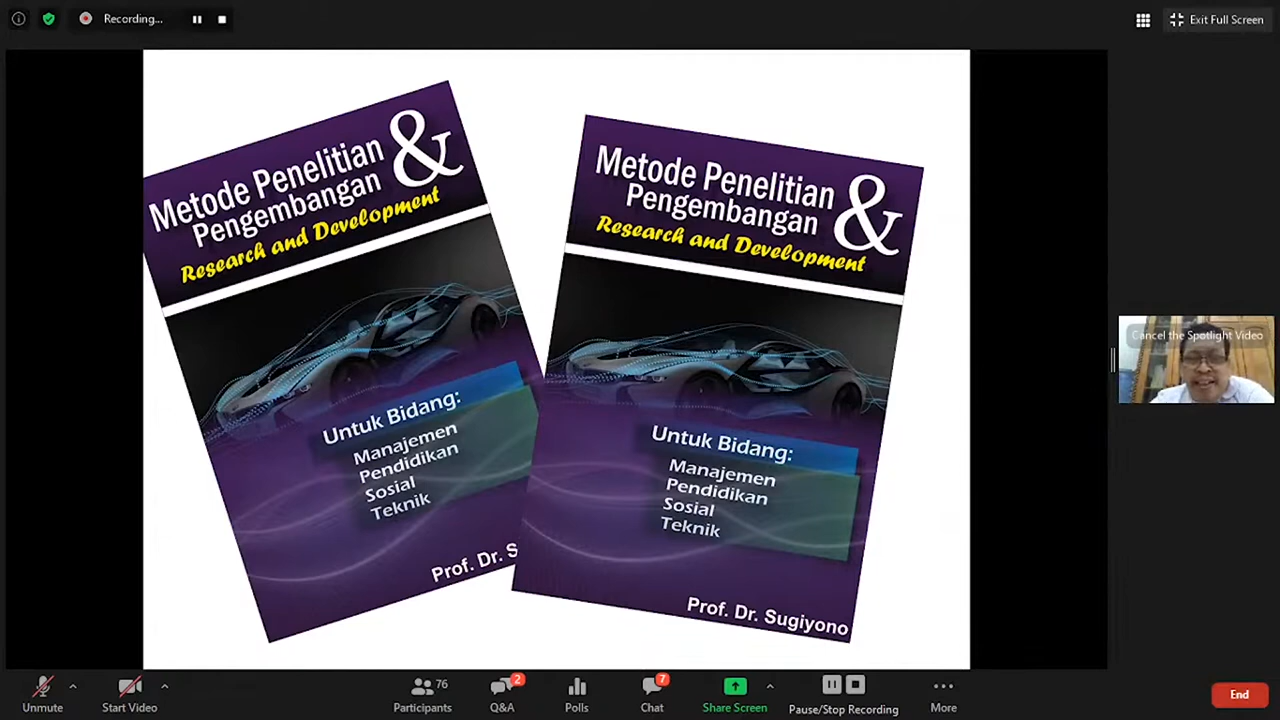 Recording...
Exit Full Screen
Metode Penelitian
&
Pengembangan
Research and Development
Untuk Bidang:
Manajemen
Pendidikan
Sosial
Teknik
Prof. Dr. S
Metode Penelitian
&
Pengembangan
Research and Development
Untuk Bidang:
Manajemen
Pendidikan
Sosial
Teknik
Prof. Dr. Sugiyono
Cancel the Spotlight Video
Unmute
Start Video
76
Participants
2
Q&A
Polls
7
Chat
Share Screen
Pause/Stop Recording
More
End